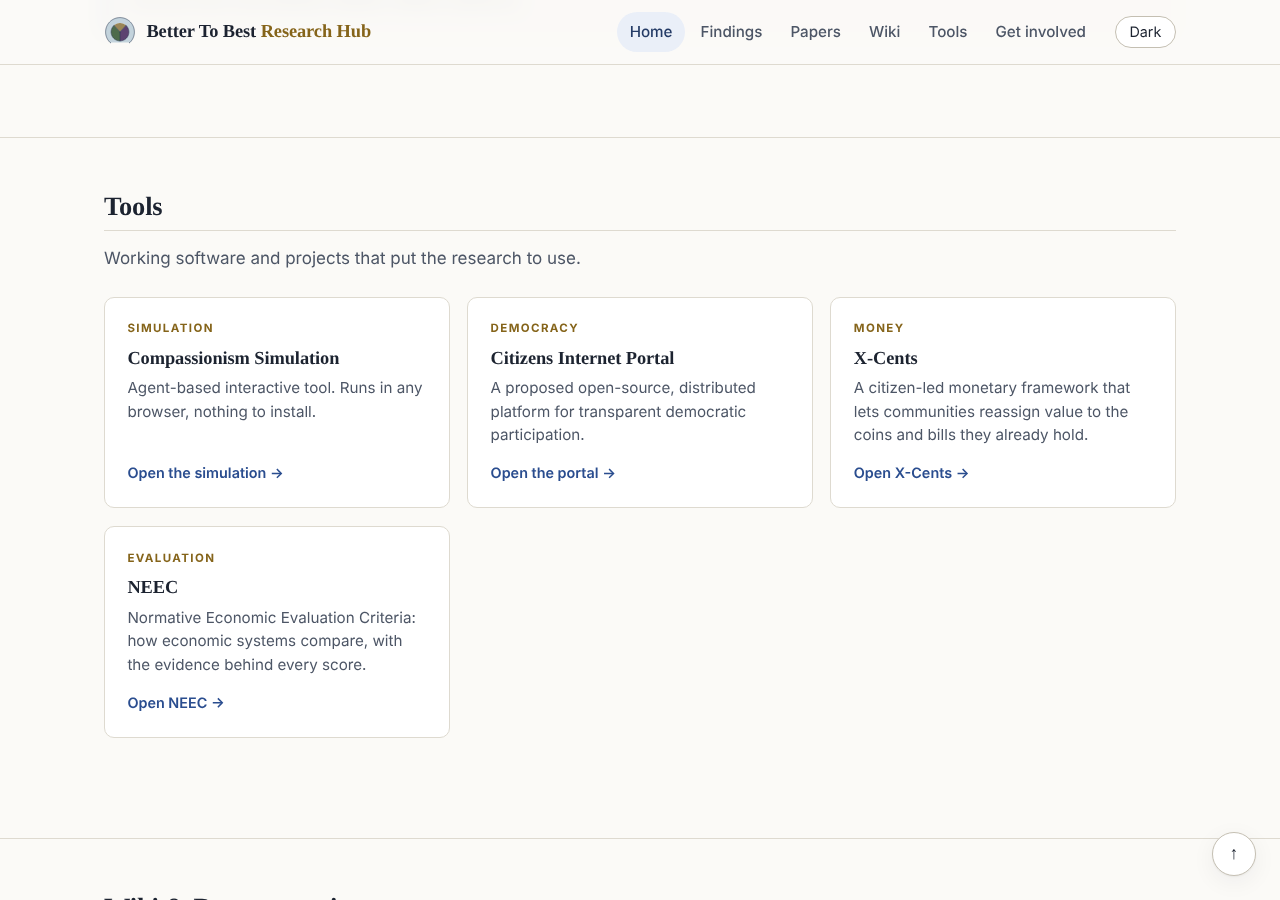 Better To Best Research Hub
Home
Findings
Papers
Wiki
Tools
Get involved
Dark
Tools
Working software and projects that put the research to use.
SIMULATION
Compassionism Simulation
Agent-based interactive tool. Runs in any
browser, nothing to install.
Open the simulation →
DEMOCRACY
Citizens Internet Portal
A proposed open-source, distributed
platform for transparent democratic
participation.
Open the portal →
MONEY
X-Cents
A citizen-led monetary framework that
lets communities reassign value to the
coins and bills they already hold.
Open X-Cents →
EVALUATION
NEEC
Normative Economic Evaluation Criteria:
how economic systems compare, with
the evidence behind every score.
Open NEEC →
↑